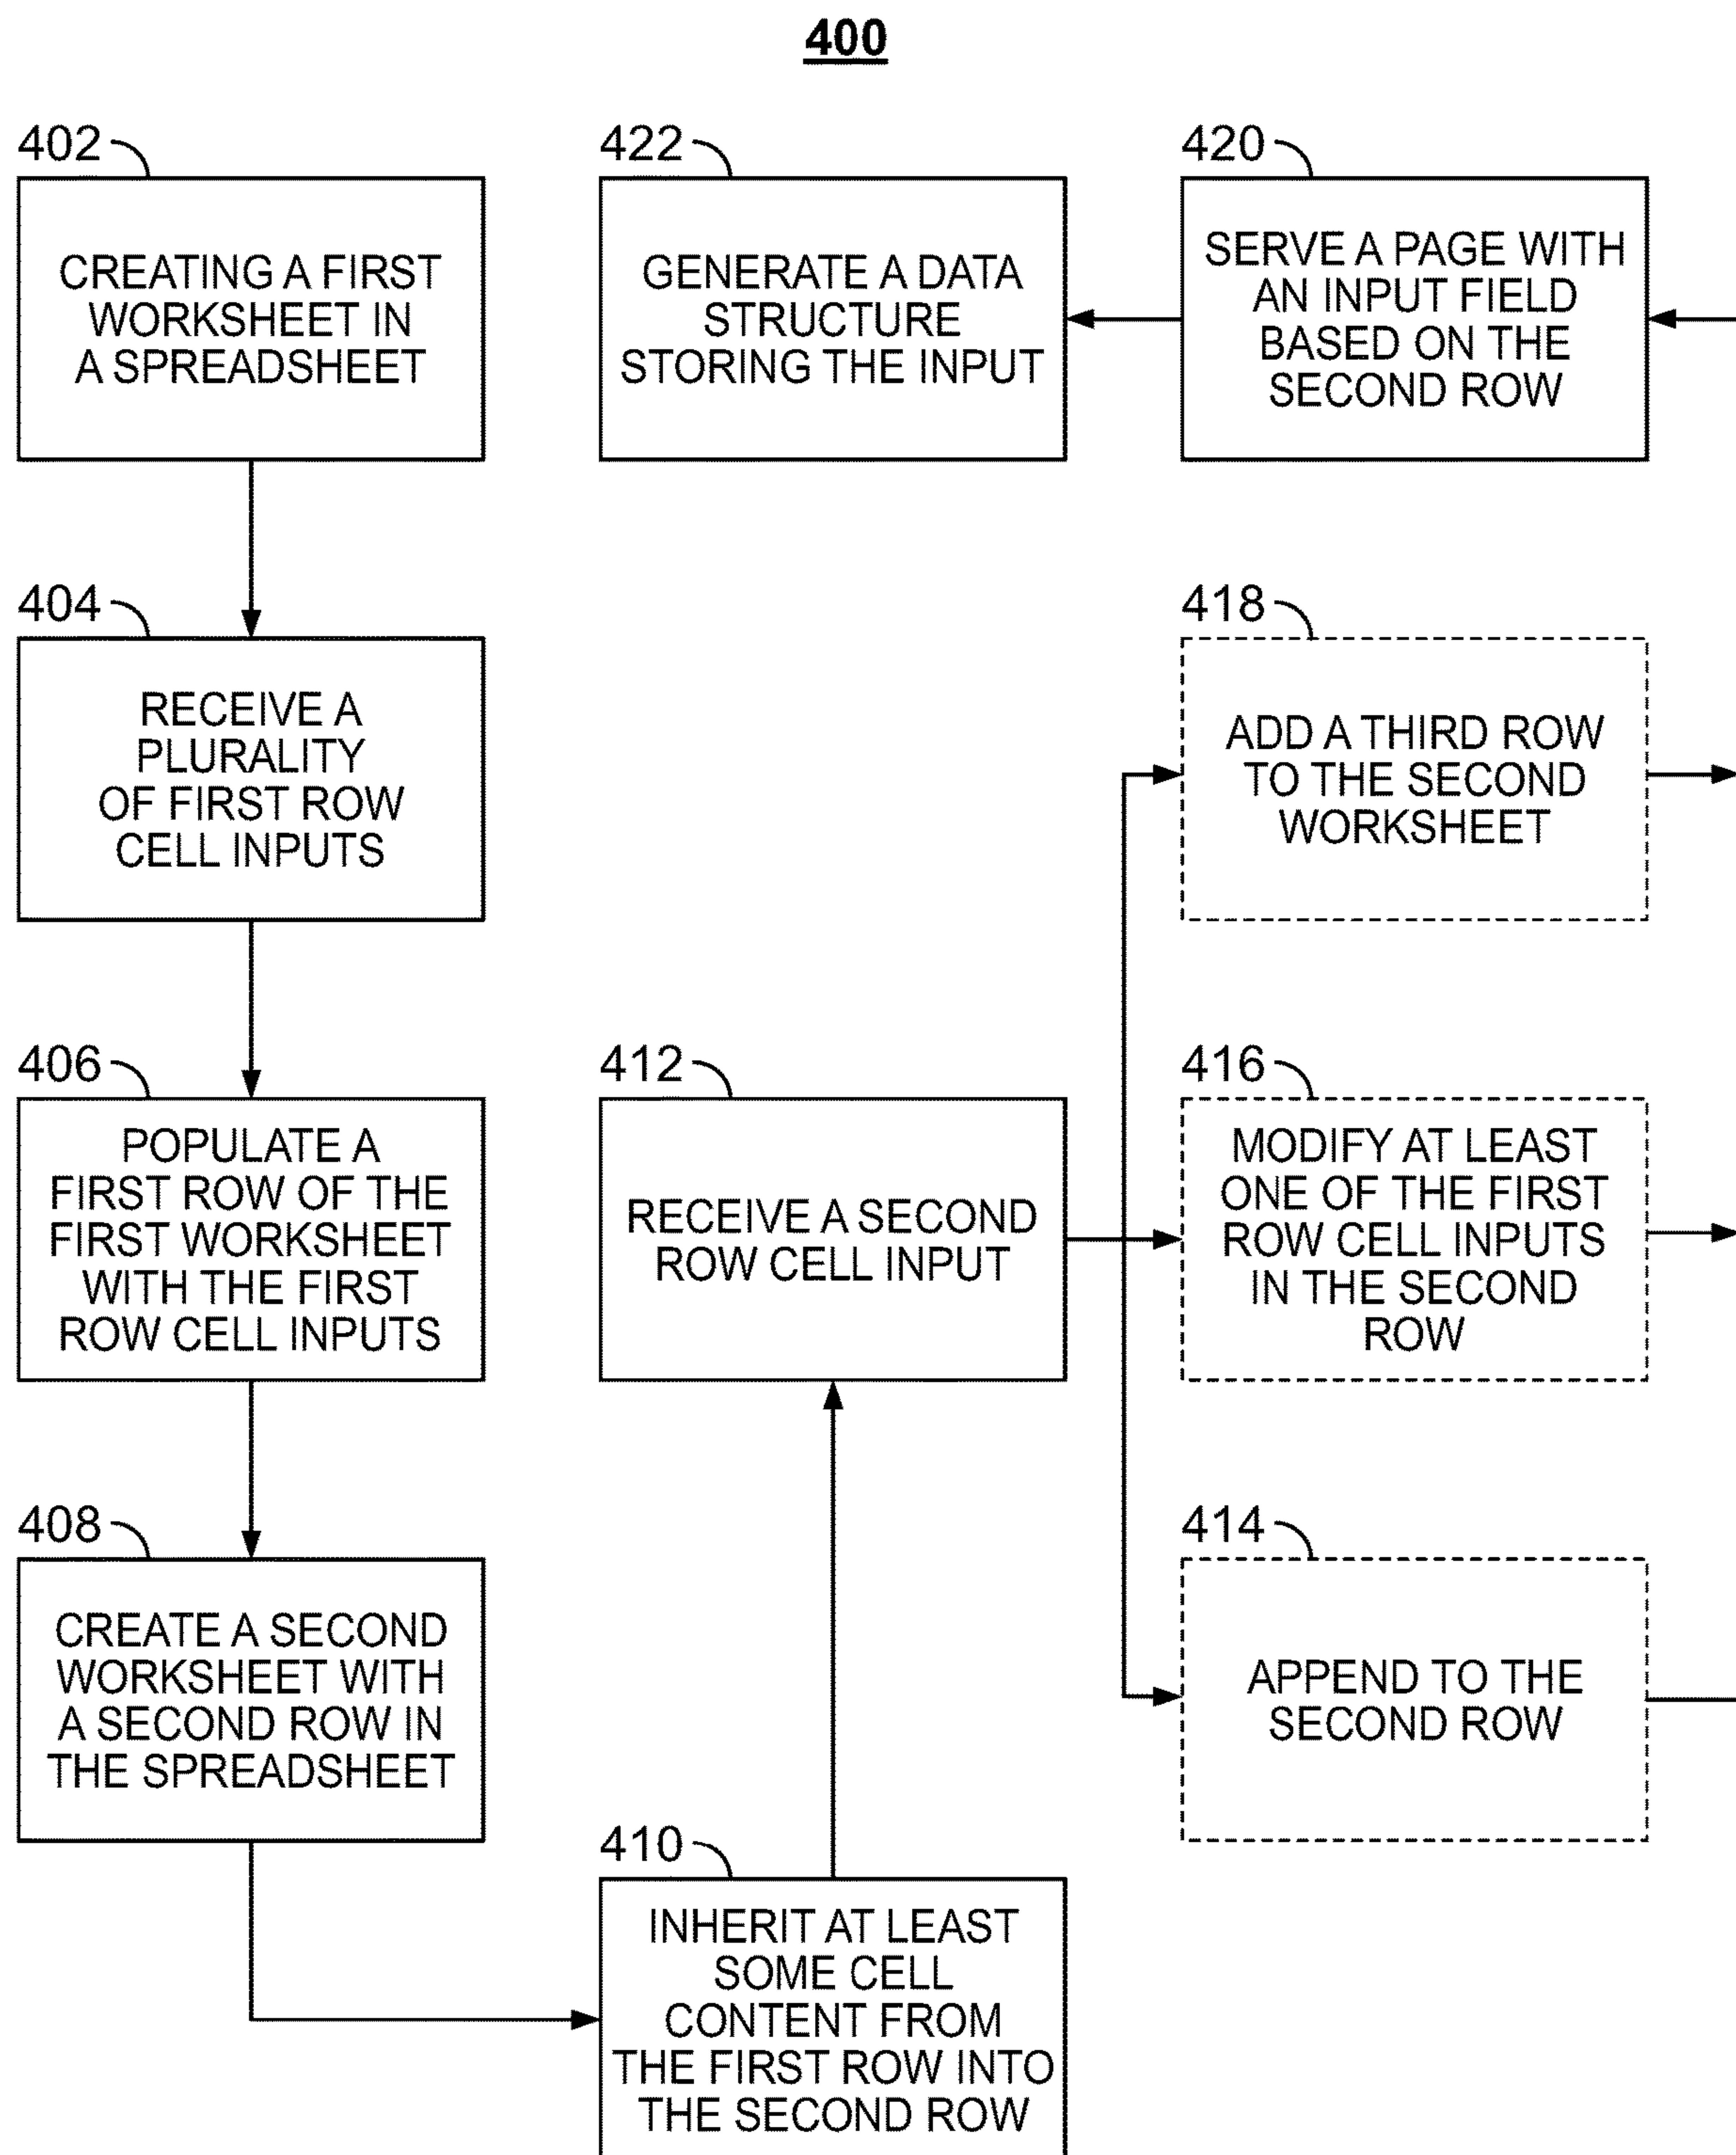 400
402
CREATING A FIRST
WORKSHEET IN
A SPREADSHEET
404
RECEIVE A
PLURALITY
OF FIRST ROW
CELL INPUTS
406
POPULATE A
FIRST ROW OF THE
FIRST WORKSHEET
WITH THE FIRST
ROW CELL INPUTS
408
CREATE A SECOND
WORKSHEET WITH
A SECOND ROW IN
THE SPREADSHEET
410
INHERIT AT LEAST
SOME CELL
CONTENT FROM
THE FIRST ROW INTO
THE SECOND ROW
412
RECEIVE A SECOND
ROW CELL INPUT
414
APPEND TO THE
SECOND ROW
416
MODIFY AT LEAST
ONE OF THE FIRST
ROW CELL INPUTS
IN THE SECOND
ROW
418
ADD A THIRD ROW
TO THE SECOND
WORKSHEET
420
SERVE A PAGE WITH
AN INPUT FIELD
BASED ON THE
SECOND ROW
422
GENERATE A DATA
STRUCTURE
STORING THE INPUT